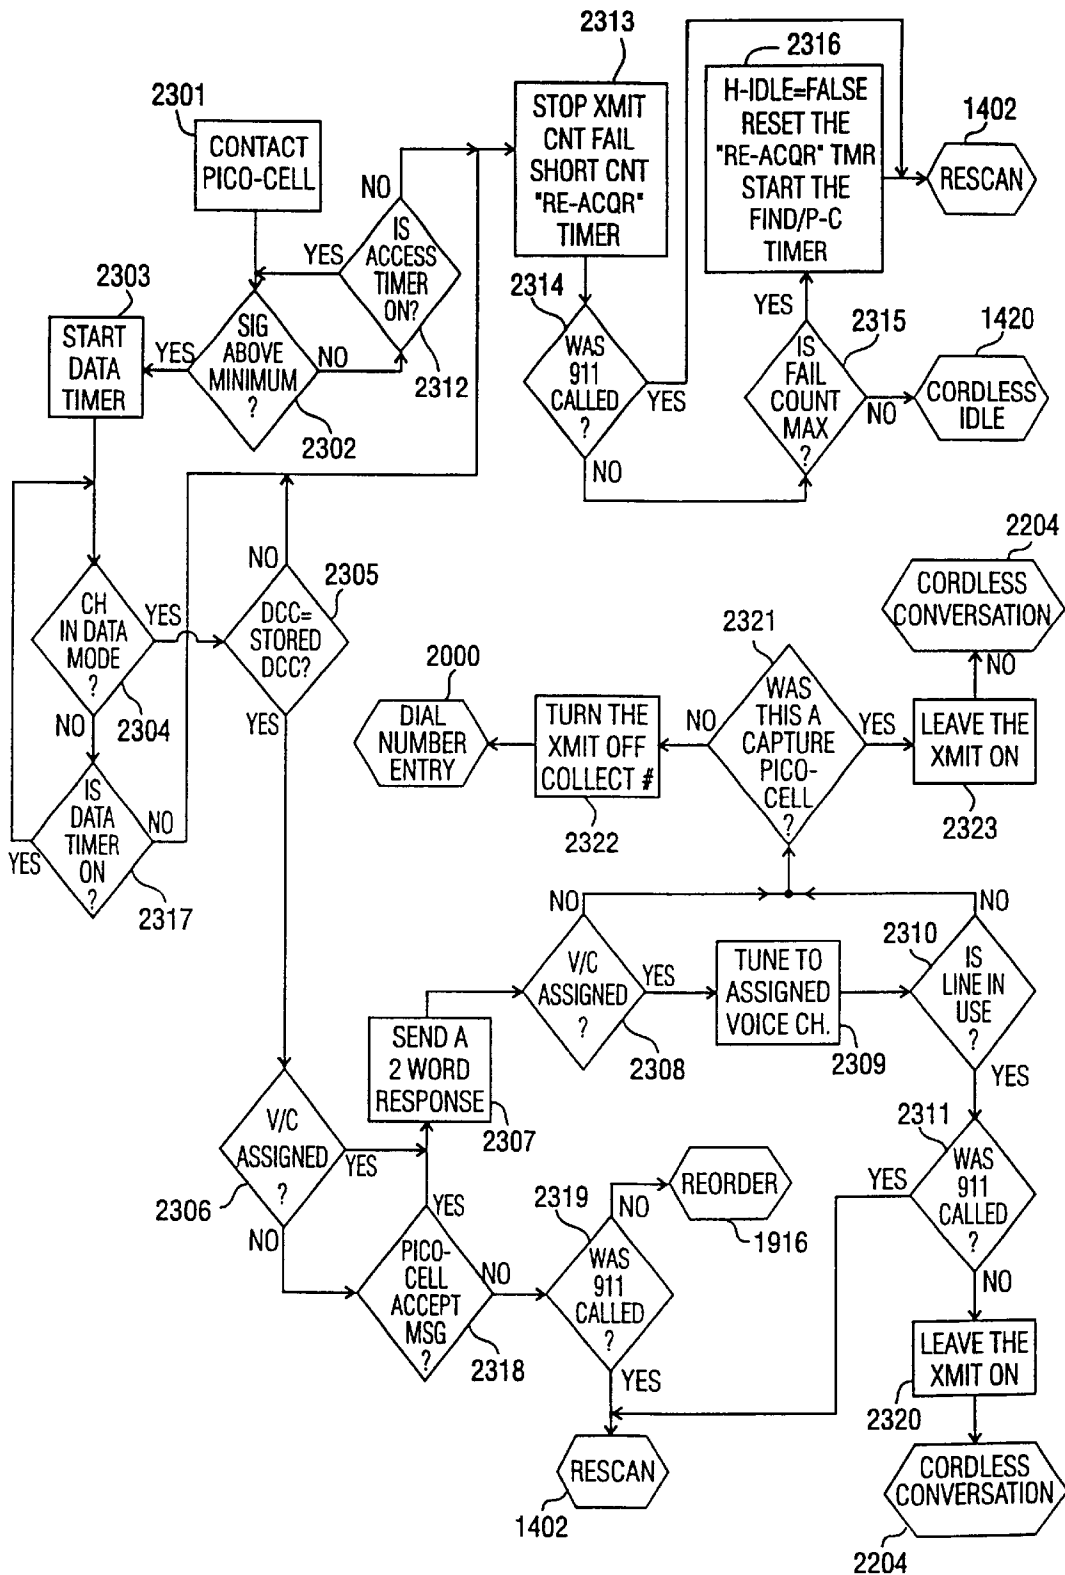 2301
CONTACT
PICO-CELL
2313
STOP XMIT
CNT FAIL
SHORT CNT
"RE-ACQR"
TIMER
2316
H-IDLE=FALSE
RESET THE
"RE-ACQR" TMR
START THE
FIND/P-C
TIMER
1402
RESCAN
NO
IS
ACCESS
TIMER
ON?
YES
2312
2303
START
DATA
TIMER
YES
SIG
ABOVE
MINIMUM
?
NO
2302
2314
WAS
911
CALLED
?
YES
NO
YES
2315
IS
FAIL
COUNT
MAX
?
NO
1420
CORDLESS
IDLE
CH
IN DATA
MODE
?
YES
NO
2304
NO
2305
DCC=
STORED
DCC?
YES
IS
DATA
TIMER
ON
?
NO
YES
2317
2204
CORDLESS
CONVERSATION
NO
2321
WAS
THIS A
CAPTURE
PICO-
CELL
?
NO
YES
2000
DIAL
NUMBER
ENTRY
TURN THE
XMIT OFF
COLLECT #
2322
LEAVE THE
XMIT ON
2323
NO
V/C
ASSIGNED
?
YES
2308
TUNE TO
ASSIGNED
VOICE CH.
2309
NO
2310
IS
LINE IN
USE
?
YES
SEND A
2 WORD
RESPONSE
2307
V/C
ASSIGNED
?
YES
2306
NO
YES
PICO-
CELL
ACCEPT
MSG
?
NO
2318
2319
WAS
911
CALLED
?
NO
YES
REORDER
1916
2311
WAS
911
CALLED
?
YES
NO
LEAVE THE
XMIT ON
2320
RESCAN
1402
CORDLESS
CONVERSATION
2204